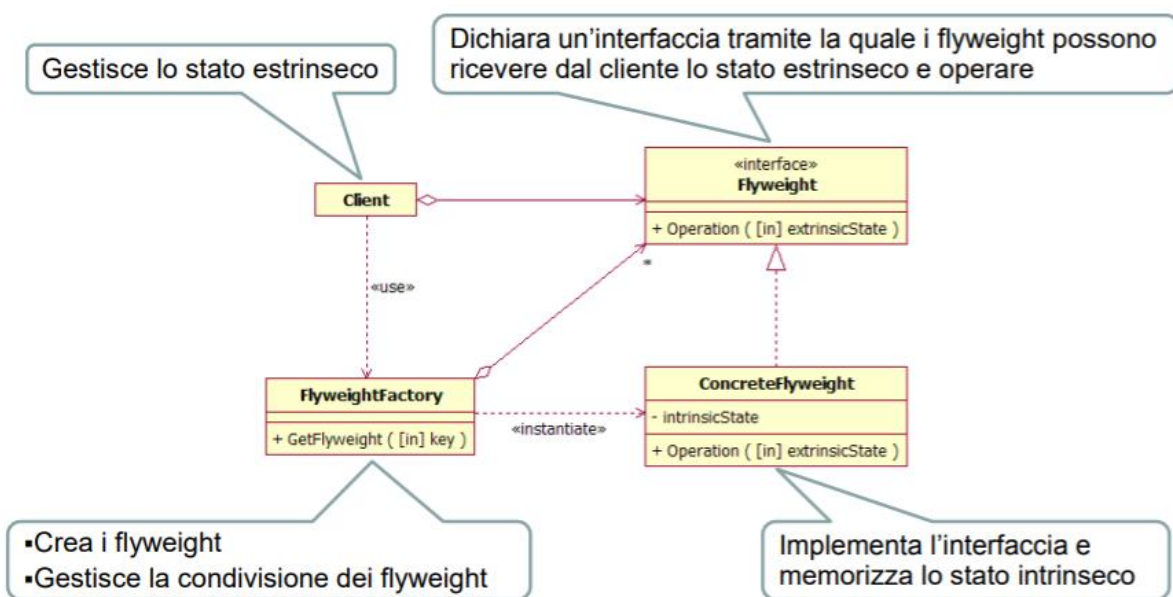 Gestisce lo stato estrinseco
Dichiara un'interfaccia tramite la quale i flyweight possono
ricevere dal cliente lo stato estrinseco e operare
«interface»
Flyweight
+ Operation ( [in] extrinsicState )
Client
*
«use»
FlyweightFactory
+ GetFlyweight ( [in] key )
«instantiate»
ConcreteFlyweight
- intrinsicState
+ Operation ( [in] extrinsicState )
▪Crea i flyweight
▪Gestisce la condivisione dei flyweight
Implementa l'interfaccia e
memorizza lo stato intrinseco